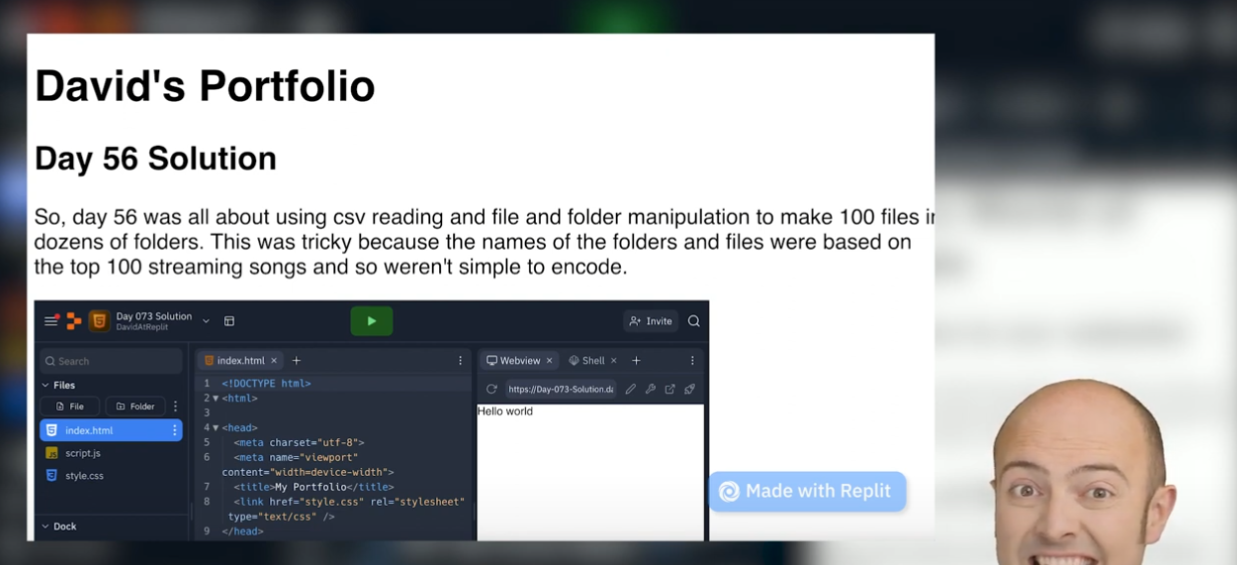 David's Portfolio
Day 56 Solution
So, day 56 was all about using csv reading and file and folder manipulation to make 100 files
dozens of folders. This was tricky because the names of the folders and files were based on
the top 100 streaming songs and so weren't simple to encode.
Day 073 Solution
DavidAtReplit
Invite
Search
index.html × +
Webview × Shell × +
Files
File Folder
https://Day-073-Solution.da
index.html
script.js
style.css
Dock
1 <!DOCTYPE html>
2 <html>
3
4 <head>
5 <meta charset="utf-8">
6 <meta name="viewport"
content="width=device-width">
7 <title>My Portfolio</title>
8 <link href="style.css" rel="stylesheet"
type="text/css" />
9 </head>
Hello world
Made with Replit